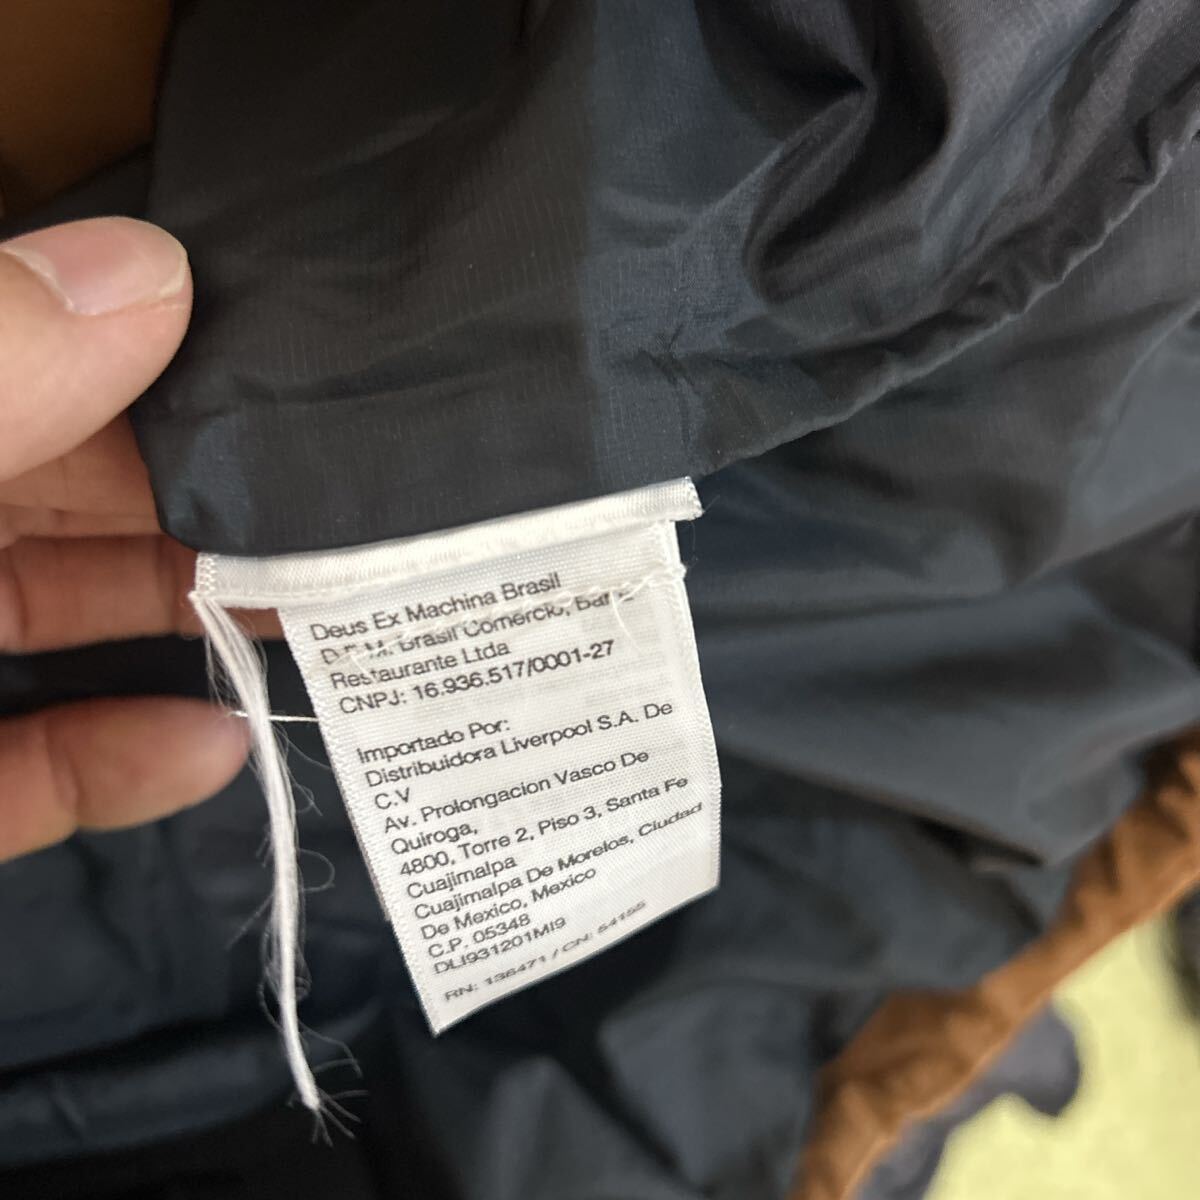 Deus Ex Machina Brasil
D.E.M. Brasil Comercio, Bar E
Restaurante Ltda
CNPJ: 16.936.517/0001-27
Importado Por:
Distribuidora Liverpool S.A. De
C.V
Av. Prolongacion Vasco De
Quiroga,
4800, Torre 2, Piso 3, Santa Fe
Cuajimalpa
Cuajimalpa De Morelos, Ciudad
De Mexico, Mexico
C.P. 05348
DLI931201MI9
RN: 136471 / CN: 54155